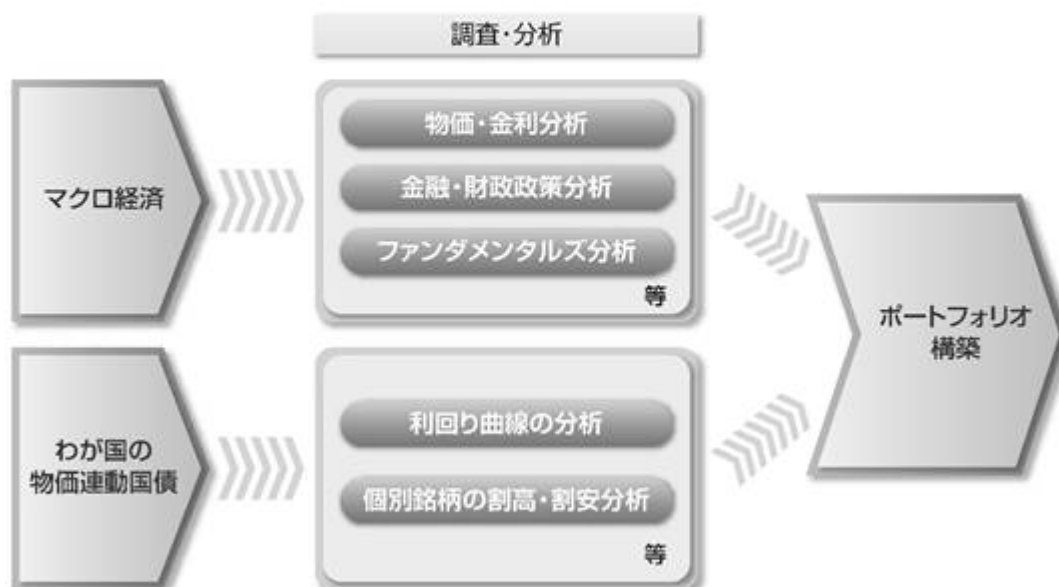 調査・分析
マクロ経済
物価・金利分析
金融・財政政策分析
ファンダメンタルズ分析
等
わが国の
物価連動国債
利回り曲線の分析
個別銘柄の割高・割安分析
等
ポートフォリオ
構築